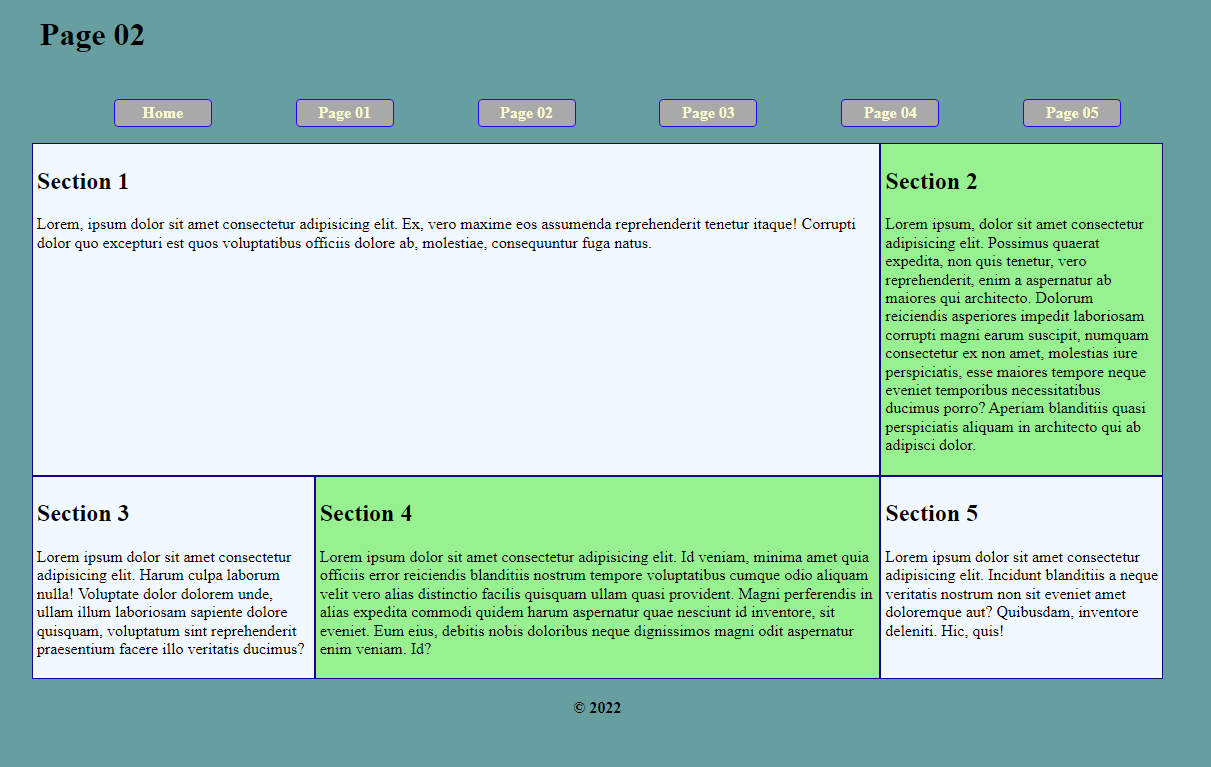 Page 02
Home
Page 01
Page 02
Page 03
Page 04
Page 05
Section 1
Lorem, ipsum dolor sit amet consectetur adipisicing elit. Ex, vero maxime eos assumenda reprehenderit tenetur itaque! Corrupti
dolor quo excepturi est quos voluptatibus officiis dolore ab, molestiae, consequuntur fuga natus.
Section 2
Lorem ipsum, dolor sit amet consectetur
adipisicing elit. Possimus quaerat
expedita, non quis tenetur, vero
reprehenderit, enim a aspernatur ab
maiores qui architecto. Dolorum
reiciendis asperiores impedit laboriosam
corrupti magni earum suscipit, numquam
consectetur ex non amet, molestias iure
perspiciatis, esse maiores tempore neque
eveniet temporibus necessitatibus
ducimus porro? Aperiam blanditiis quasi
perspiciatis aliquam in architecto qui ab
adipisci dolor.
Section 3
Lorem ipsum dolor sit amet consectetur
adipisicing elit. Harum culpa laborum
nulla! Voluptate dolor dolorem unde,
ullam illum laboriosam sapiente dolore
quisquam, voluptatum sint reprehenderit
praesentium facere illo veritatis ducimus?
Section 4
Lorem ipsum dolor sit amet consectetur adipisicing elit. Id veniam, minima amet quia
officiis error reiciendis blanditiis nostrum tempore voluptatibus cumque odio aliquam
velit vero alias distinctio facilis quisquam ullam quasi provident. Magni perferendis in
alias expedita commodi quidem harum aspernatur quae nesciunt id inventore, sit
eveniet. Eum eius, debitis nobis doloribus neque dignissimos magni odit aspernatur
enim veniam. Id?
Section 5
Lorem ipsum dolor sit amet consectetur
adipisicing elit. Incidunt blanditiis a neque
veritatis nostrum non sit eveniet amet
doloremque aut? Quibusdam, inventore
deleniti. Hic, quis!
© 2022